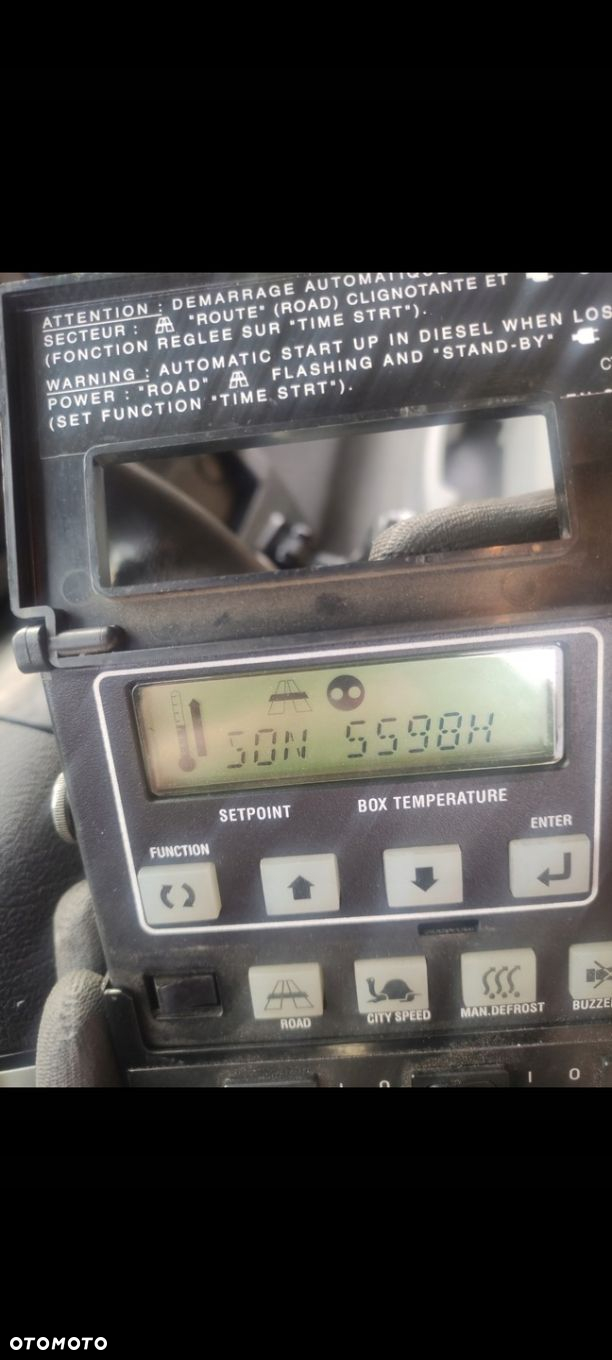 ATTENTION : DEMARRAGE AUTOMATIQUE
SECTEUR : "ROUTE" (ROAD) CLIGNOTANTE ET
(FONCTION REGLEE SUR "TIME STRT").
WARNING : AUTOMATIC START UP IN DIESEL WHEN LOS
POWER : "ROAD" FLASHING AND "STAND-BY"
(SET FUNCTION "TIME STRT").
SON 5598H
SETPOINT BOX TEMPERATURE
FUNCTION ENTER
ROAD CITY SPEED MAN.DEFROST BUZZE
I O I O
OTOMOTO